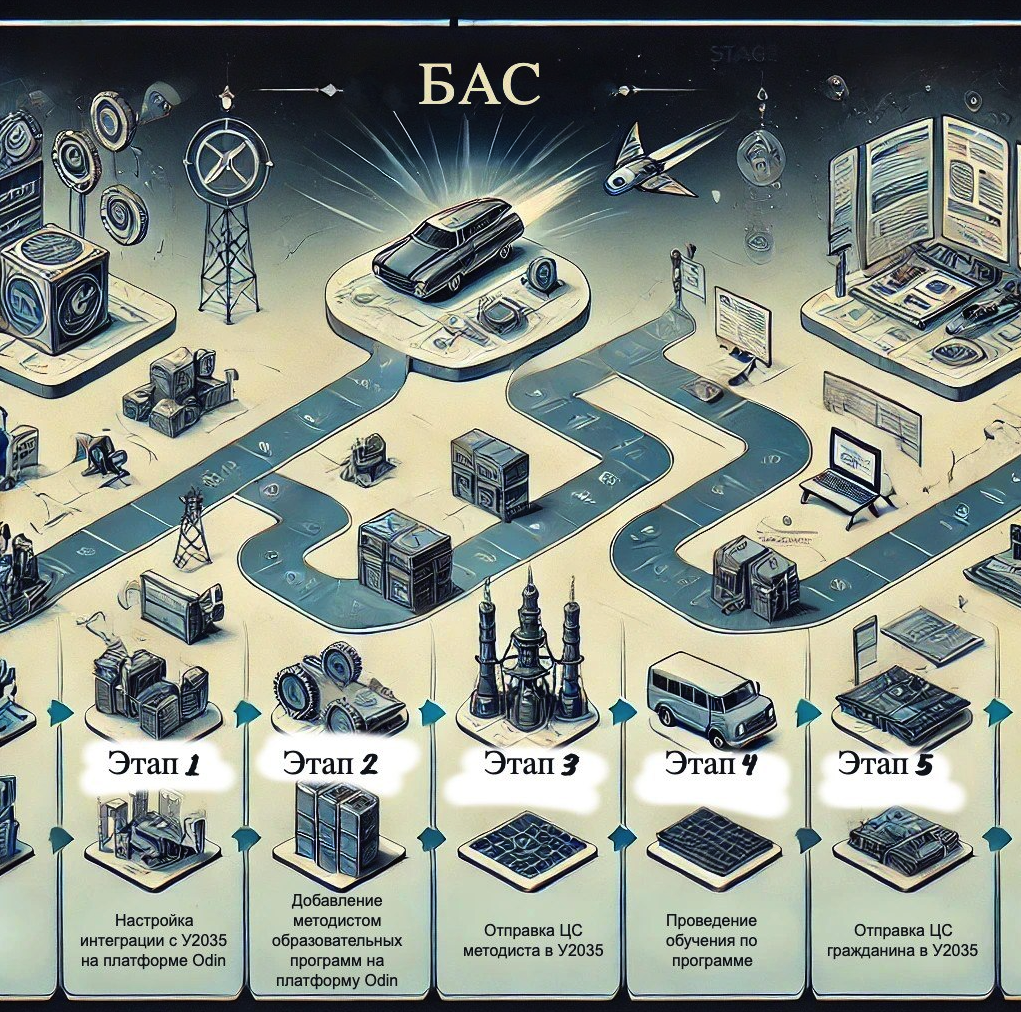 БАС
Этап 1
Этап 2
Этап 3
Этап 4
Этап 5
Настройка
интеграции с У2035
на платформе Odin
Добавление
методистом
образовательных
программ на
платформу Odin
Отправка ЦС
методиста в У2035
Проведение
обучения по
программе
Отправка ЦС
гражданина в У2035